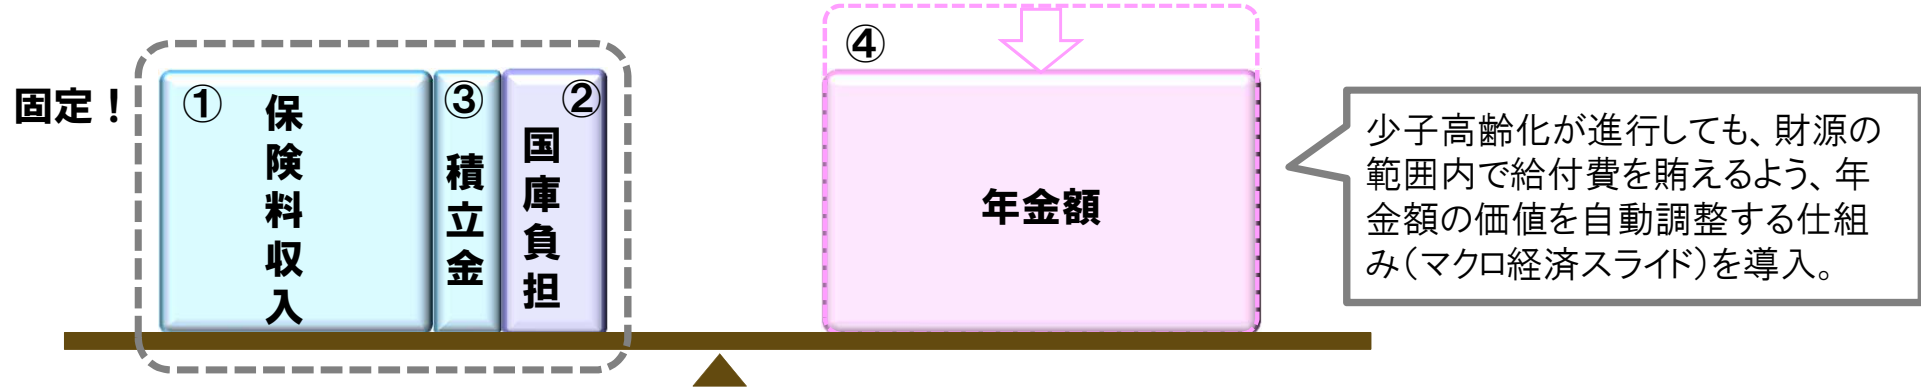 固定！
①
保険料収入
③
積立金
②
国庫負担
④
年金額
少子高齢化が進行しても、財源の
範囲内で給付費を賄えるよう、年
金額の価値を自動調整する仕組
み（マクロ経済スライド）を導入。